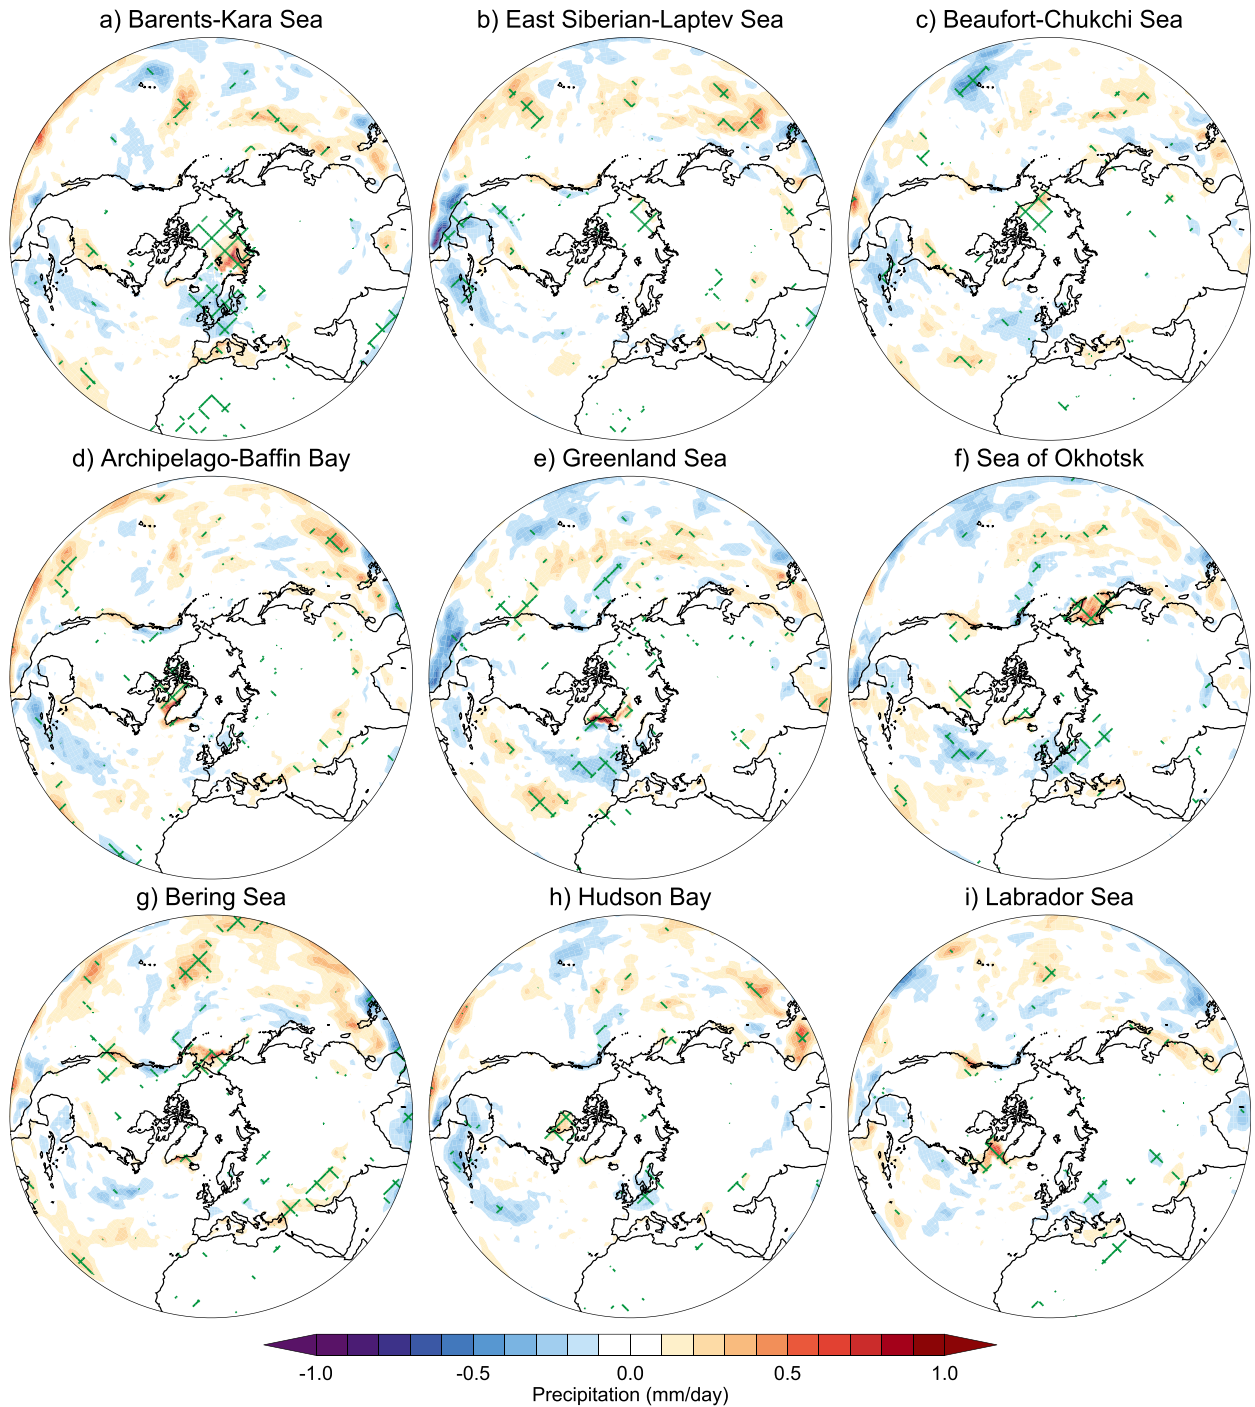 a) Barents-Kara Sea
b) East Siberian-Laptev Sea
c) Beaufort-Chukchi Sea
d) Archipelago-Baffin Bay
e) Greenland Sea
f) Sea of Okhotsk
g) Bering Sea
h) Hudson Bay
i) Labrador Sea
-1.0 -0.5 0.0 0.5 1.0
Precipitation (mm/day)